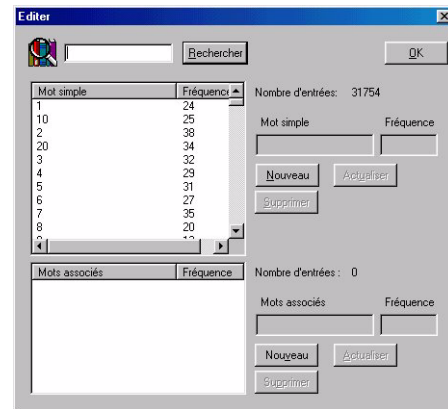 Editer
Rechercher
OK
Mot simple Fréquence
1 24
10 25
2 38
20 34
3 32
4 29
5 31
6 27
7 35
8 20
Nombre d'entrées: 31754
Mot simple Fréquence
Nouveau Actualiser
Supprimer
Mots associés Fréquence
Nombre d'entrées : 0
Mots associés Fréquence
Nouveau Actualiser
Supprimer